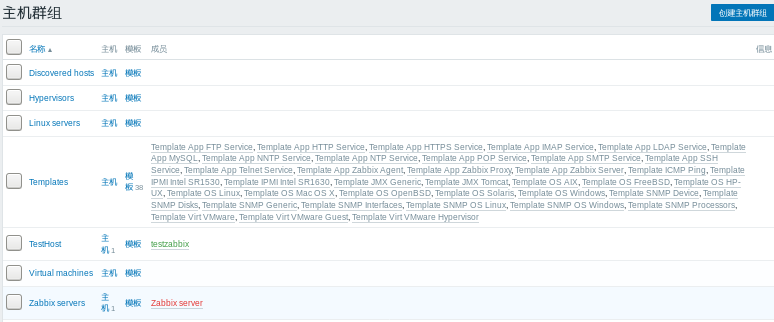 主机群组
创建主机群组
名称 ▲ 主机 模板 成员 信息
Discovered hosts 主机 模板
Hypervisors 主机 模板
Linux servers 主机 模板
Template App FTP Service, Template App HTTP Service, Template App HTTPS Service, Template App IMAP Service, Template App LDAP Service, Template
App MySQL, Template App NNTP Service, Template App NTP Service, Template App POP Service, Template App SMTP Service, Template App SSH
Service, Template App Telnet Service, Template App Zabbix Agent, Template App Zabbix Proxy, Template App Zabbix Server, Template ICMP Ping, Template
Templates 主机 模板 38 IPMI Intel SR1530, Template IPMI Intel SR1630, Template JMX Generic, Template JMX Tomcat, Template OS AIX, Template OS FreeBSD, Template OS HP-
UX, Template OS Linux, Template OS Mac OS X, Template OS OpenBSD, Template OS Solaris, Template OS Windows, Template SNMP Device, Template
SNMP Disks, Template SNMP Generic, Template SNMP Interfaces, Template SNMP OS Linux, Template SNMP OS Windows, Template SNMP Processors,
Template Virt VMware, Template Virt VMware Guest, Template Virt VMware Hypervisor
TestHost 主机 1 模板 testzabbix
Virtual machines 主机 模板
Zabbix servers 主机 1 模板 Zabbix server